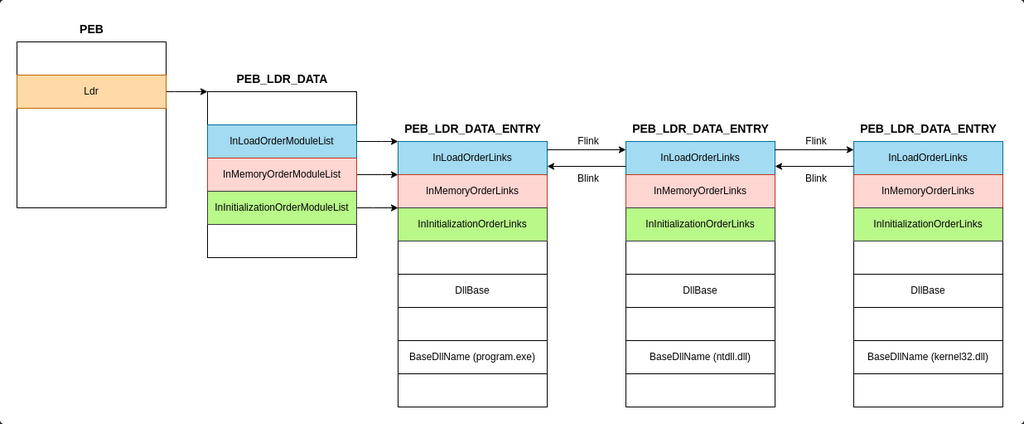 PEB
Ldr
PEB_LDR_DATA
InLoadOrderModuleList
InMemoryOrderModuleList
InInitializationOrderModuleList
PEB_LDR_DATA_ENTRY
InLoadOrderLinks
InMemoryOrderLinks
InInitializationOrderLinks
DllBase
BaseDllName (program.exe)
Flink
Blink
PEB_LDR_DATA_ENTRY
InLoadOrderLinks
InMemoryOrderLinks
InInitializationOrderLinks
DllBase
BaseDllName (ntdll.dll)
Flink
Blink
PEB_LDR_DATA_ENTRY
InLoadOrderLinks
InMemoryOrderLinks
InInitializationOrderLinks
DllBase
BaseDllName (kernel32.dll)